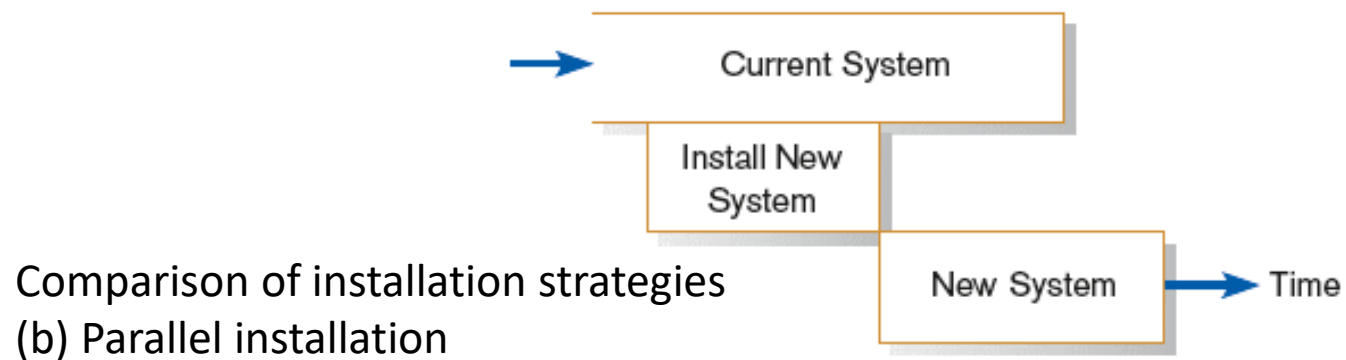 Current System
Install New
System
New System
Time
Comparison of installation strategies
(b) Parallel installation